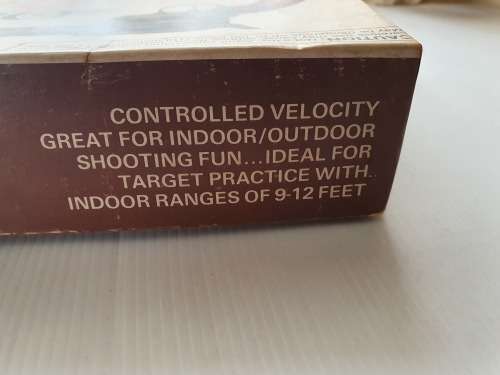 CONTROLLED VELOCITY
GREAT FOR INDOOR/OUTDOOR
SHOOTING FUN...IDEAL FOR
TARGET PRACTICE WITH
INDOOR RANGES OF 9-12 FEET